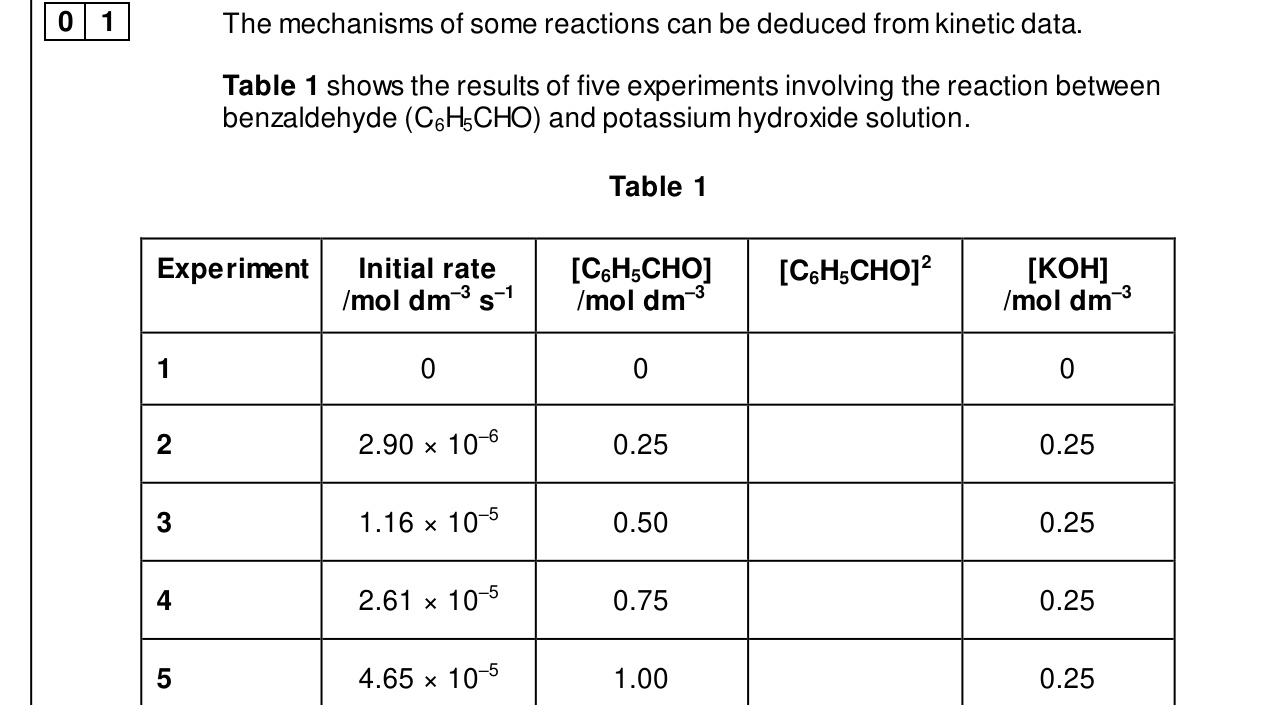 0 1 The mechanisms of some reactions can be deduced from kinetic data.
Table 1 shows the results of five experiments involving the reaction between
benzaldehyde (C₆H₅CHO) and potassium hydroxide solution.
Table 1
Experiment Initial rate [C₆H₅CHO] [C₆H₅CHO]² [KOH]
/mol dm⁻³ s⁻¹ /mol dm⁻³ /mol dm⁻³
1 0 0 0
2 2.90 × 10⁻⁶ 0.25 0.25
3 1.16 × 10⁻⁵ 0.50 0.25
4 2.61 × 10⁻⁵ 0.75 0.25
5 4.65 × 10⁻⁵ 1.00 0.25